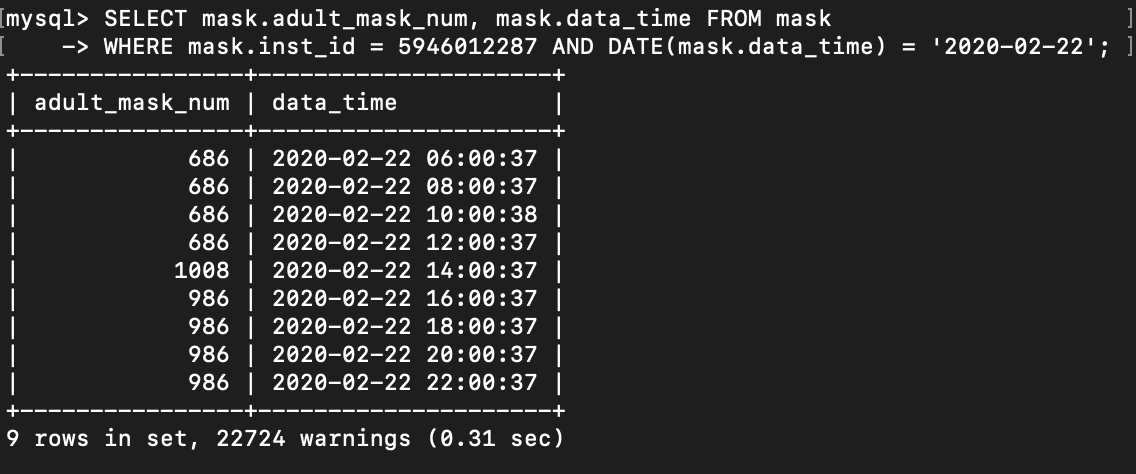 [mysql> SELECT mask.adult_mask_num, mask.data_time FROM mask ]
[    -> WHERE mask.inst_id = 5946012287 AND DATE(mask.data_time) = '2020-02-22'; ]
+----------------+---------------------+
| adult_mask_num | data_time           |
+----------------+---------------------+
|            686 | 2020-02-22 06:00:37 |
|            686 | 2020-02-22 08:00:37 |
|            686 | 2020-02-22 10:00:38 |
|            686 | 2020-02-22 12:00:37 |
|           1008 | 2020-02-22 14:00:37 |
|            986 | 2020-02-22 16:00:37 |
|            986 | 2020-02-22 18:00:37 |
|            986 | 2020-02-22 20:00:37 |
|            986 | 2020-02-22 22:00:37 |
+----------------+---------------------+
9 rows in set, 22724 warnings (0.31 sec)